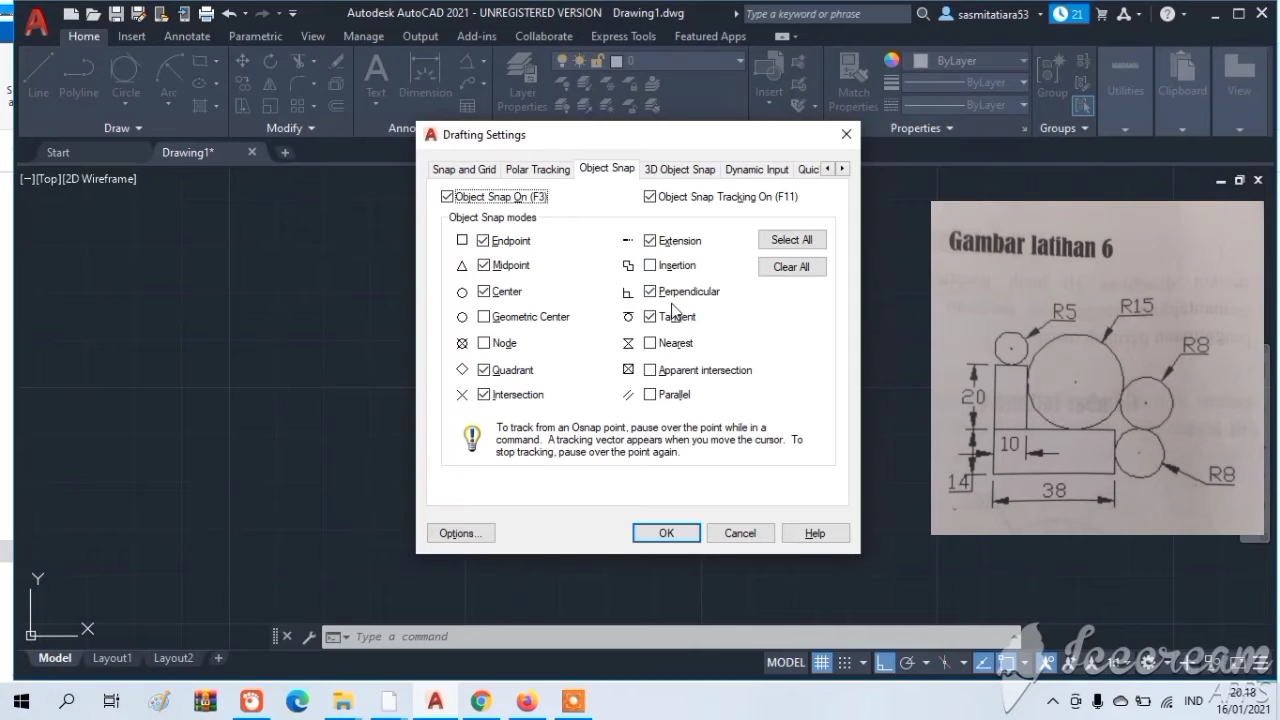 Autodesk AutoCAD 2021 - UNREGISTERED VERSION Drawing1.dwg
Type a keyword or phrase
sasmitatiara53
21
Home Insert Annotate Parametric View Manage Output Add-ins Collaborate Express Tools Featured Apps
0
ByLayer
ByLayer
ByLayer
Line Polyline Circle Arc
Text Dimension
Layer Properties
Insert
Match Properties
Group
Utilities Clipboard View
Draw Modify Properties Groups
Start Drawing1*
[−][Top][2D Wireframe]
Drafting Settings
Snap and Grid Polar Tracking Object Snap 3D Object Snap Dynamic Input Quic
Object Snap On (F3) Object Snap Tracking On (F11)
Object Snap modes
Endpoint Extension Select All
Midpoint Insertion Clear All
Center Perpendicular
Geometric Center Tangent
Node Nearest
Quadrant Apparent intersection
Intersection Parallel
To track from an Osnap point, pause over the point while in a
command. A tracking vector appears when you move the cursor. To
stop tracking, pause over the point again.
Options... OK Cancel Help
Gambar latihan 6
R5 R15
R8
20
10
14
38
R8
Y
X
Type a command
Model Layout1 Layout2 +
MODEL
Icecream
APPS
IND
20.18
16/01/2021